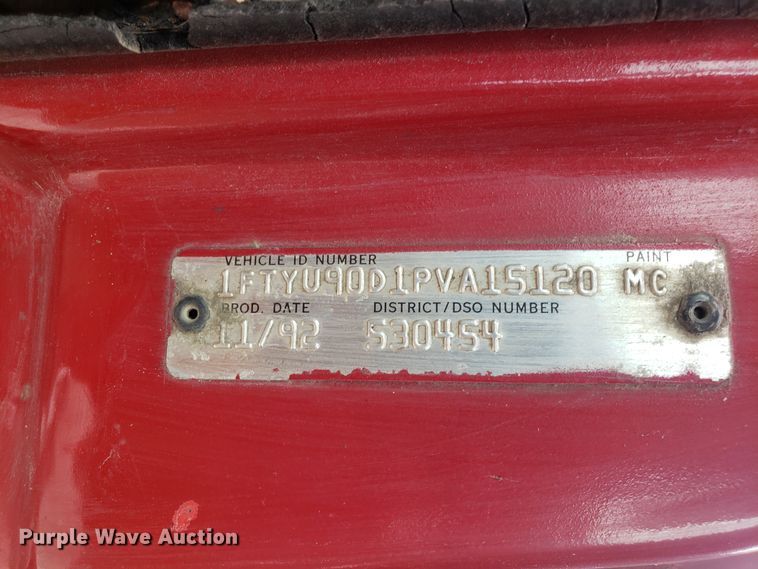 VEHICLE ID NUMBER PAINT
1FTYU90D1PVA15120 MC
PROD. DATE DISTRICT/DSO NUMBER
11/92 530454
Purple Wave Auction